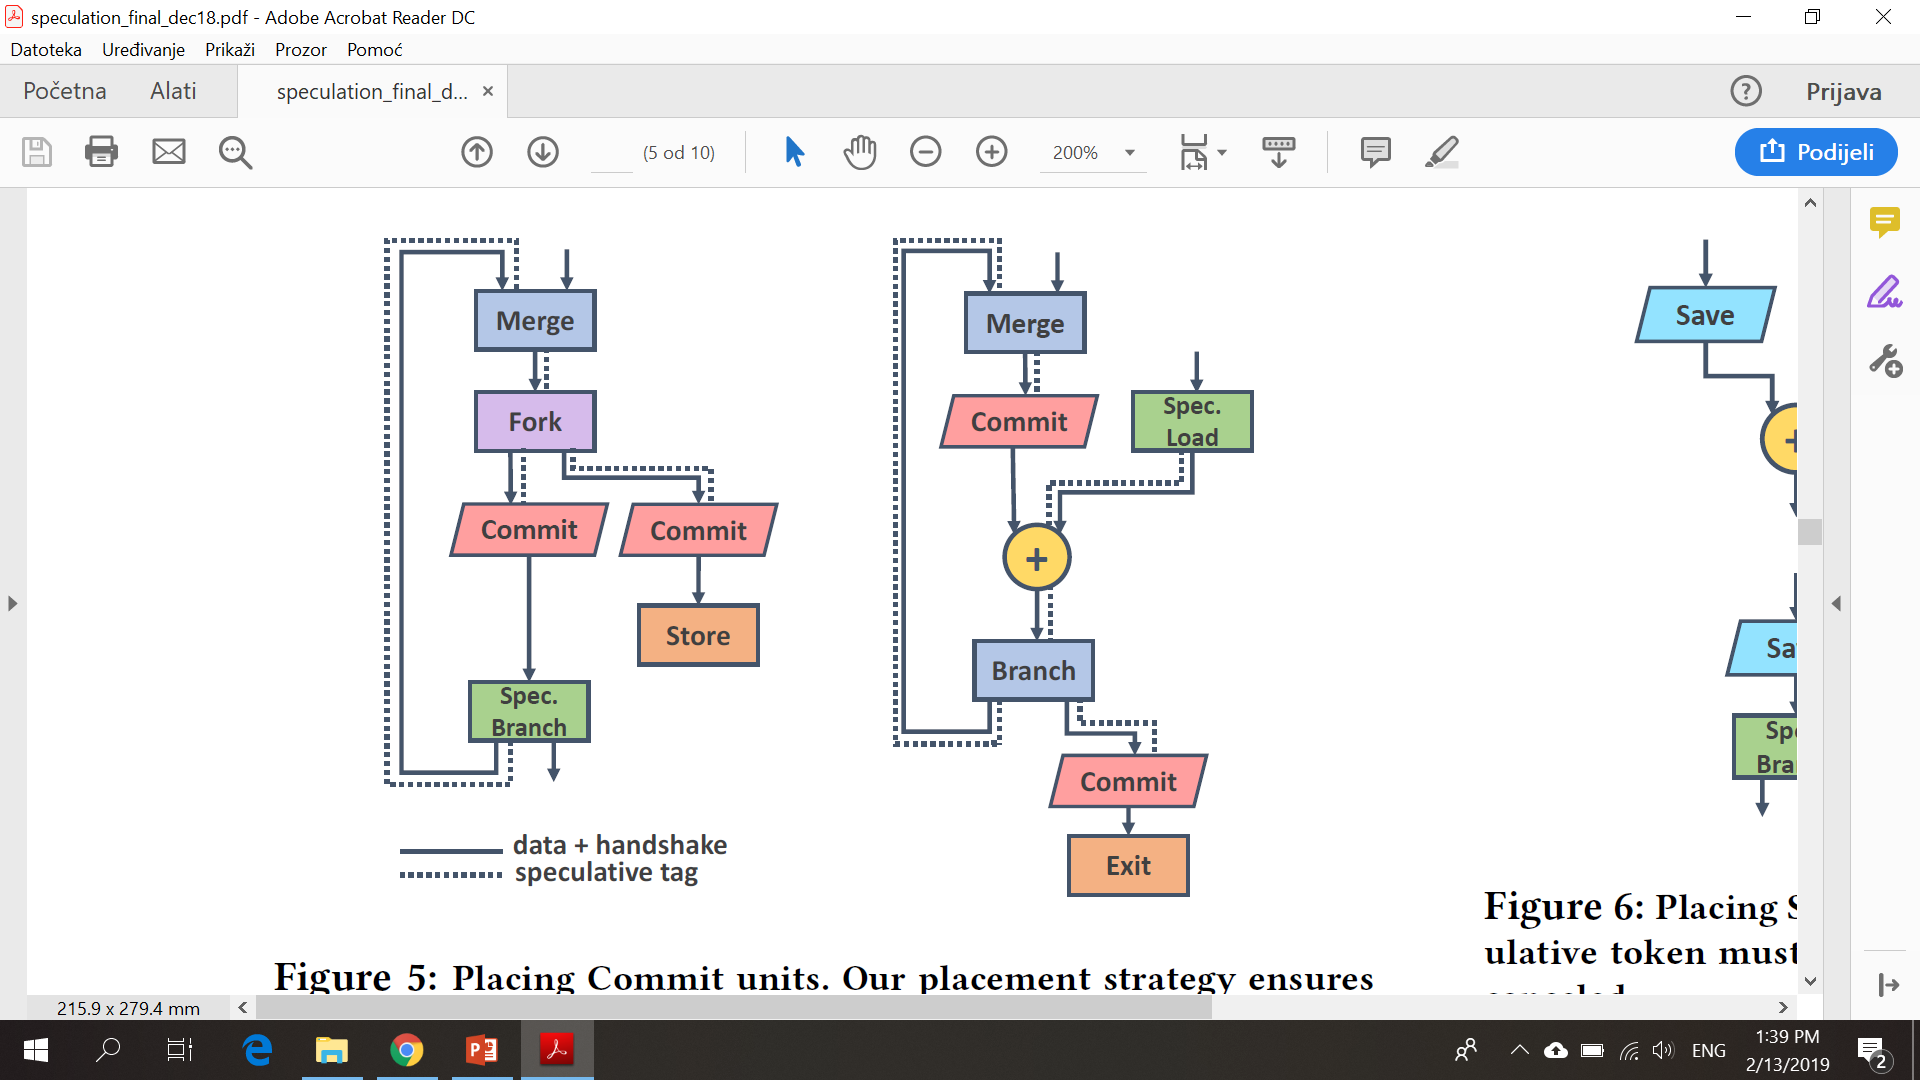 speculation_final_dec18.pdf - Adobe Acrobat Reader DC
Datoteka Uređivanje Prikaži Prozor Pomoć
Početna Alati speculation_final_d... × ? Prijava
(5 od 10) 200% Podijeli
Merge
Fork
Commit Commit
Store
Spec.
Branch
data + handshake
speculative tag
Merge
Commit
Spec.
Load
+
Branch
Commit
Exit
Save
+
Figure 5: Placing Commit units. Our placement strategy ensures
Figure 6: Placing
ulative token must
215.9 x 279.4 mm
ENG
1:39 PM
2/13/2019
2